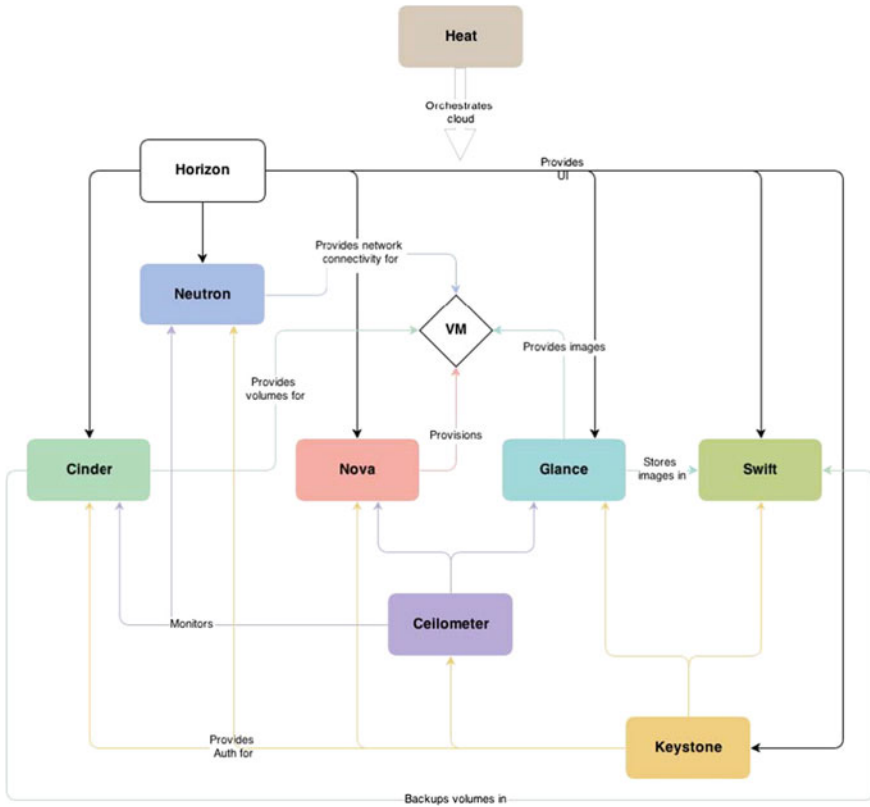 Heat
Orchestrates
cloud
Horizon
Provides
UI
Provides network
connectivity for
Neutron
VM
Provides images
Provides
volumes for
Provisions
Cinder
Nova
Glance
Stores
images in
Swift
Ceilometer
Monitors
Keystone
Provides
Auth for
Backups volumes in